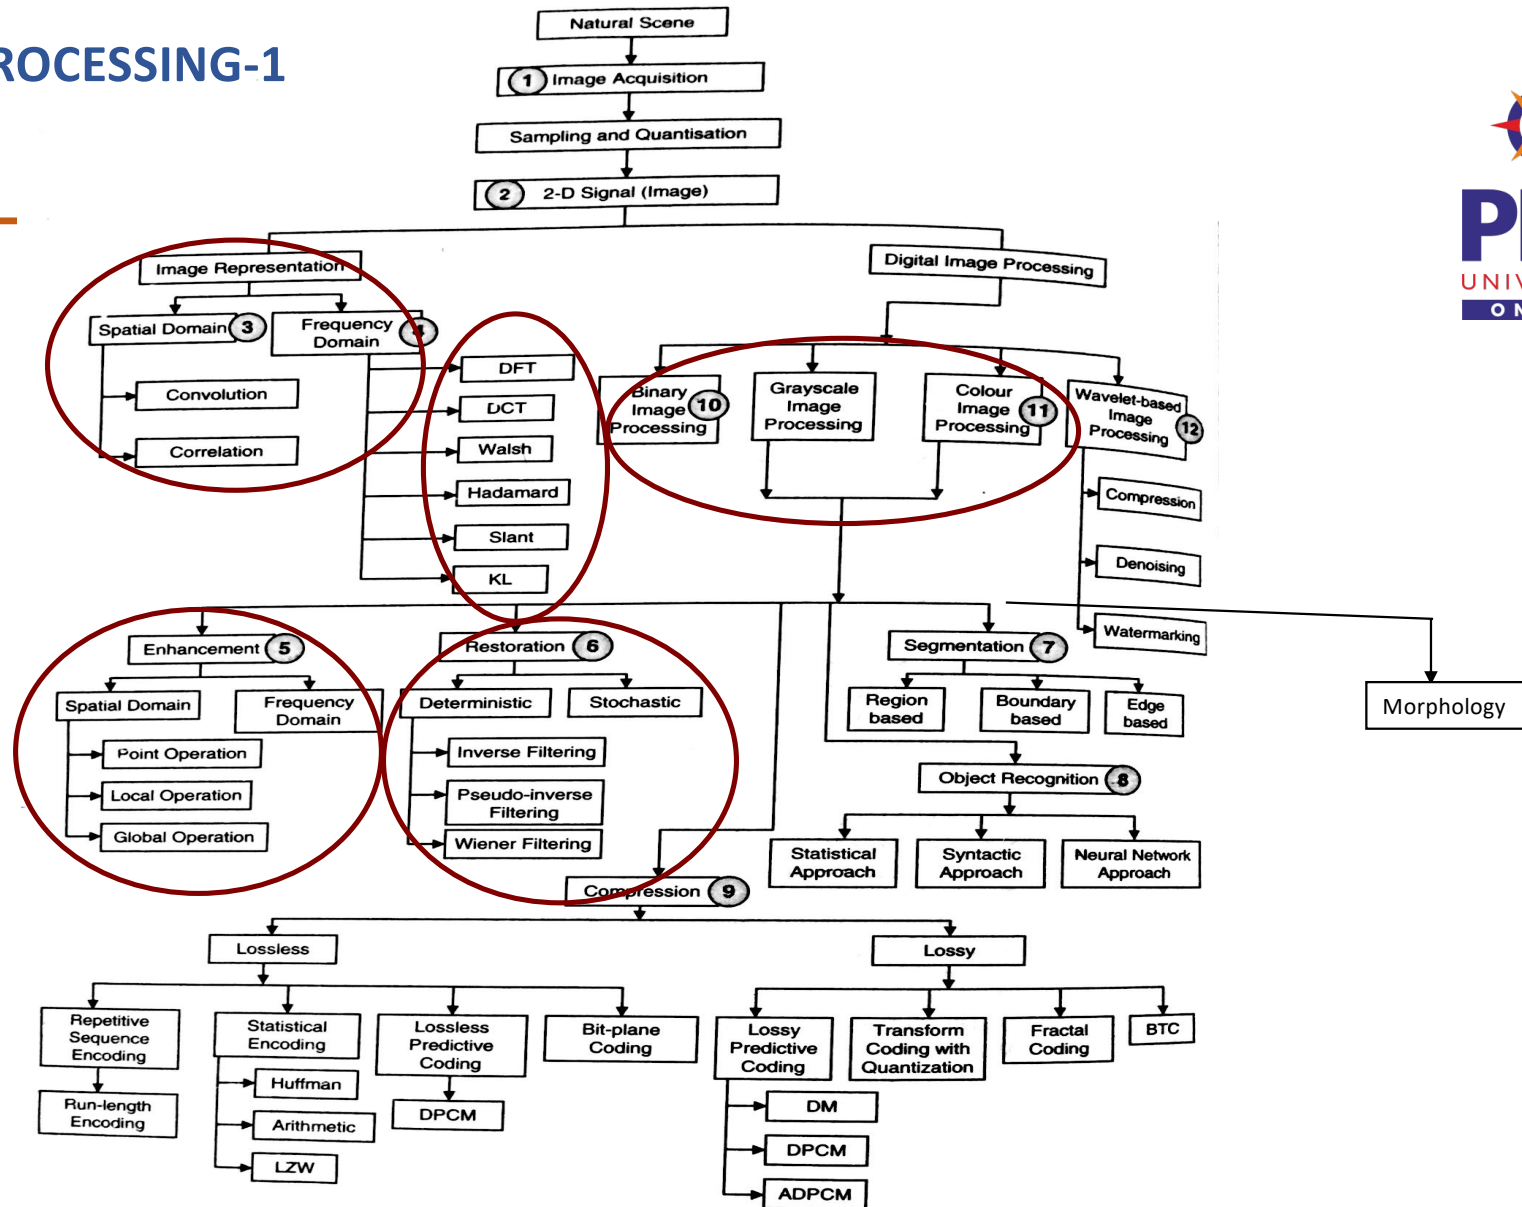 ROCESSING-1
Natural Scene
1 Image Acquisition
Sampling and Quantisation
2 2-D Signal (Image)
Image Representation
Digital Image Processing
Spatial Domain 3
Frequency
Domain
4
Convolution
Correlation
DFT
DCT
Walsh
Hadamard
Slant
KL
Binary
Image
Processing
10
Grayscale
Image
Processing
Colour
Image
Processing
11
Wavelet-based
Image
Processing
12
Compression
Denoising
Watermarking
UNIV
ON
Enhancement 5
Spatial Domain
Frequency
Domain
Point Operation
Local Operation
Global Operation
Restoration 6
Deterministic
Stochastic
Inverse Filtering
Pseudo-inverse
Filtering
Wiener Filtering
Segmentation 7
Region
based
Boundary
based
Edge
based
Morphology
Object Recognition 8
Statistical
Approach
Syntactic
Approach
Neural Network
Approach
Compression 9
Lossless
Lossy
Repetitive
Sequence
Encoding
Run-length
Encoding
Statistical
Encoding
Huffman
Arithmetic
LZW
Lossless
Predictive
Coding
DPCM
Bit-plane
Coding
Lossy
Predictive
Coding
DM
DPCM
ADPCM
Transform
Coding with
Quantization
Fractal
Coding
BTC